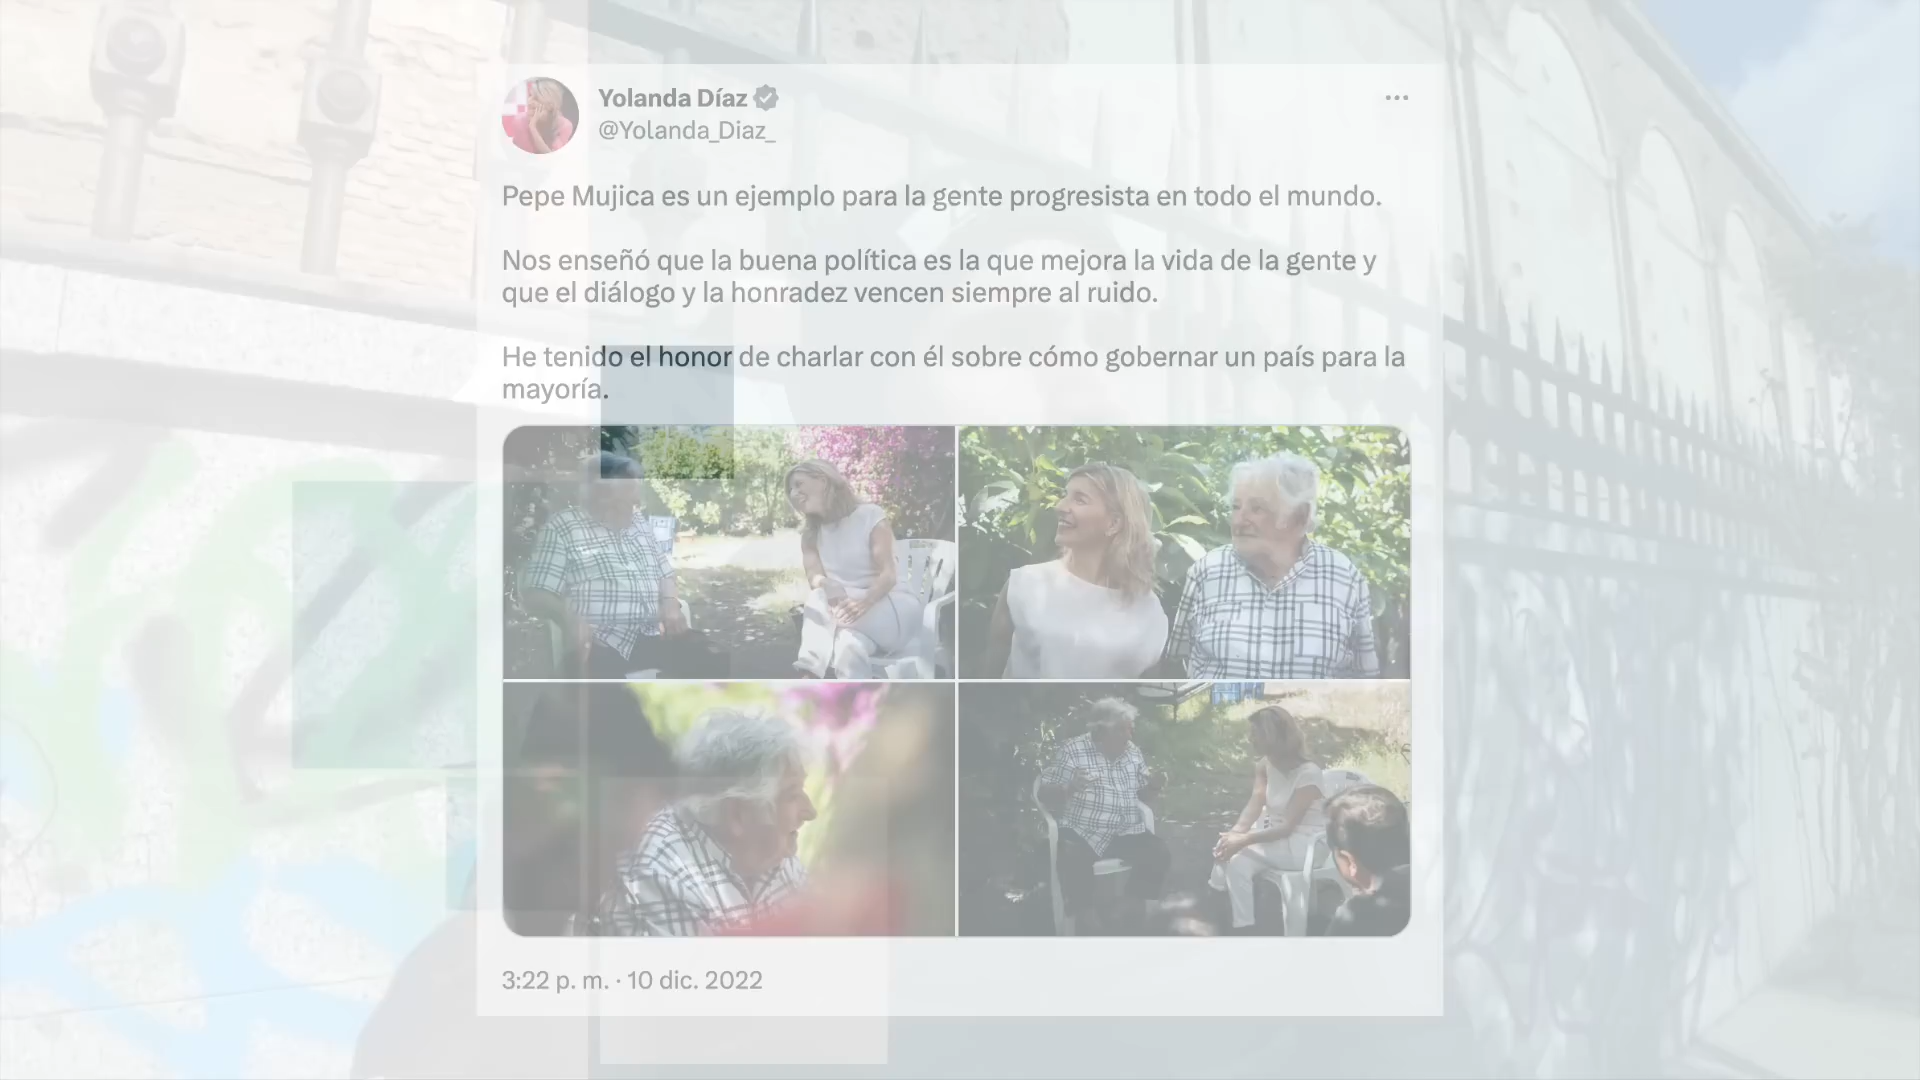 Yolanda Díaz
@Yolanda_Diaz_
Pepe Mujica es un ejemplo para la gente progresista en todo el mundo.
Nos enseñó que la buena política es la que mejora la vida de la gente y
que el diálogo y la honradez vencen siempre al ruido.
He tenido el honor de charlar con él sobre cómo gobernar un país para la
mayoría.
3:22 p. m. · 10 dic. 2022